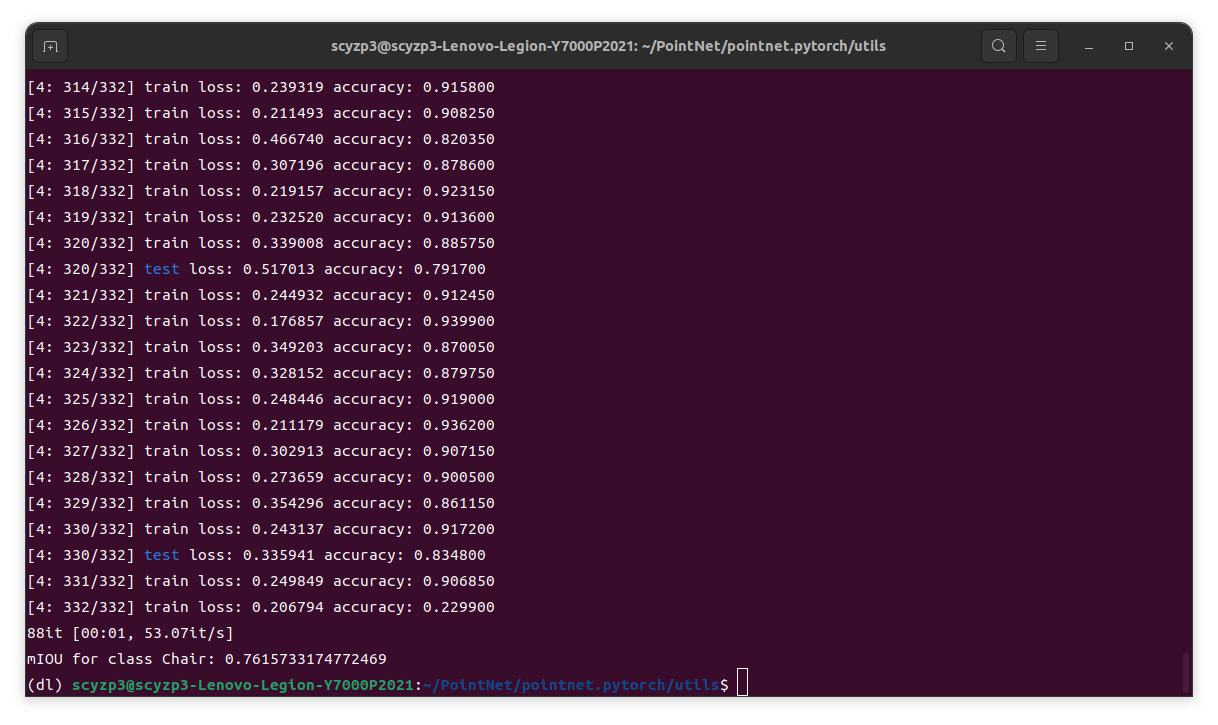 scyzp3@scyzp3-Lenovo-Legion-Y7000P2021: ~/PointNet/pointnet.pytorch/utils
[4: 314/332] train loss: 0.239319 accuracy: 0.915800
[4: 315/332] train loss: 0.211493 accuracy: 0.908250
[4: 316/332] train loss: 0.466740 accuracy: 0.820350
[4: 317/332] train loss: 0.307196 accuracy: 0.878600
[4: 318/332] train loss: 0.219157 accuracy: 0.923150
[4: 319/332] train loss: 0.232520 accuracy: 0.913600
[4: 320/332] train loss: 0.339008 accuracy: 0.885750
[4: 320/332] test loss: 0.517013 accuracy: 0.791700
[4: 321/332] train loss: 0.244932 accuracy: 0.912450
[4: 322/332] train loss: 0.176857 accuracy: 0.939900
[4: 323/332] train loss: 0.349203 accuracy: 0.870050
[4: 324/332] train loss: 0.328152 accuracy: 0.879750
[4: 325/332] train loss: 0.248446 accuracy: 0.919000
[4: 326/332] train loss: 0.211179 accuracy: 0.936200
[4: 327/332] train loss: 0.302913 accuracy: 0.907150
[4: 328/332] train loss: 0.273659 accuracy: 0.900500
[4: 329/332] train loss: 0.354296 accuracy: 0.861150
[4: 330/332] train loss: 0.243137 accuracy: 0.917200
[4: 330/332] test loss: 0.335941 accuracy: 0.834800
[4: 331/332] train loss: 0.249849 accuracy: 0.906850
[4: 332/332] train loss: 0.206794 accuracy: 0.229900
88it [00:01, 53.07it/s]
mIOU for class Chair: 0.7615733174772469
(dl) scyzp3@scyzp3-Lenovo-Legion-Y7000P2021:~/PointNet/pointnet.pytorch/utils$